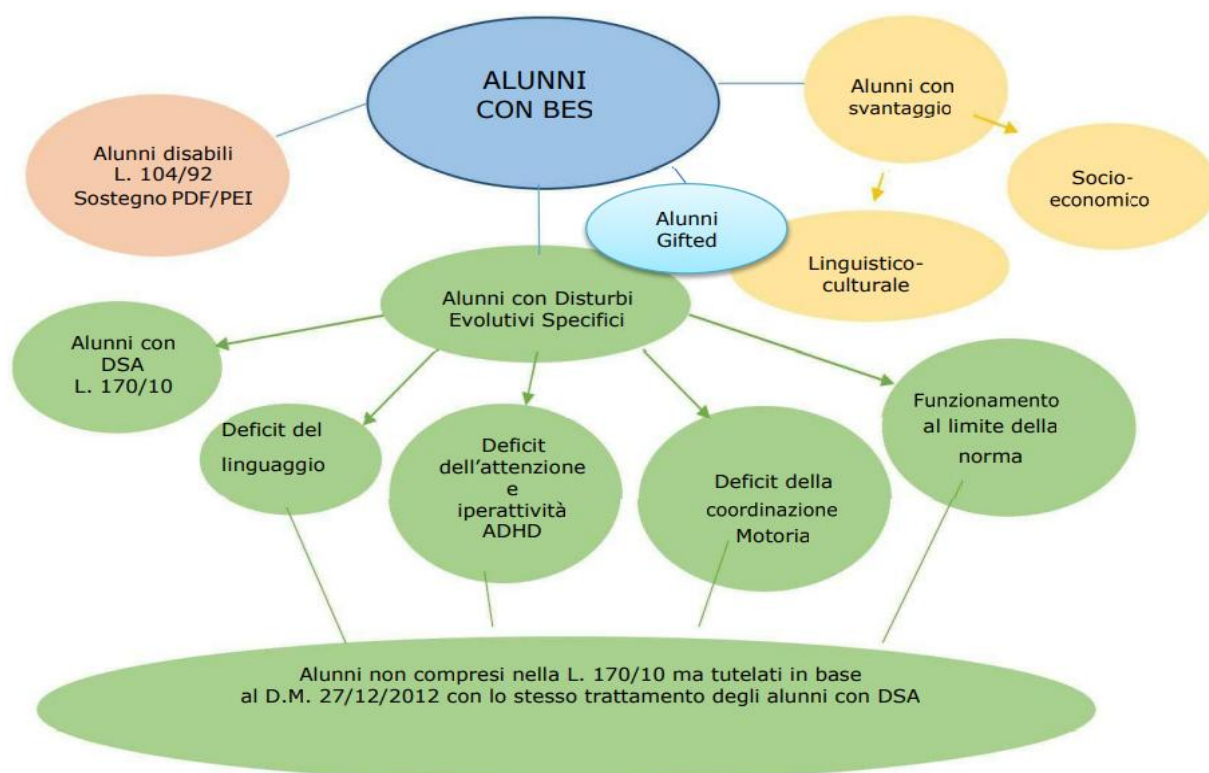 ALUNNI
CON BES
Alunni con
svantaggio
Alunni disabili
L. 104/92
Sostegno PDF/PEI
Socio-
economico
Alunni
Gifted
Linguistico-
culturale
Alunni con Disturbi
Evolutivi Specifici
Alunni con
DSA
L. 170/10
Deficit del
linguaggio
Deficit
dell'attenzione
e
iperattività
ADHD
Deficit della
coordinazione
Motoria
Funzionamento
al limite della
norma
Alunni non compresi nella L. 170/10 ma tutelati in base
al D.M. 27/12/2012 con lo stesso trattamento degli alunni con DSA